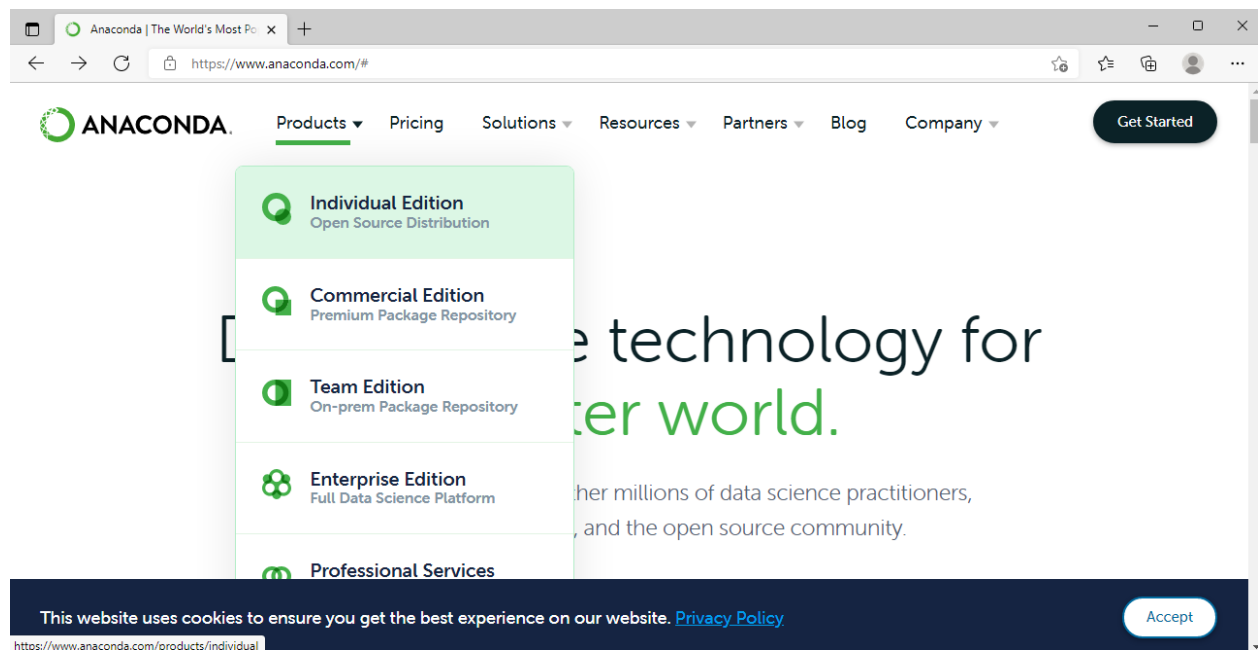 Anaconda | The World's Most Po
https://www.anaconda.com/#
ANACONDA.
Products Pricing Solutions Resources Partners Blog Company Get Started
Individual Edition
Open Source Distribution
Commercial Edition
Premium Package Repository
Team Edition
On-prem Package Repository
Enterprise Edition
Full Data Science Platform
Professional Services
D
e technology for
ter world.
her millions of data science practitioners,
, and the open source community.
This website uses cookies to ensure you get the best experience on our website. Privacy Policy Accept
https://www.anaconda.com/products/individual